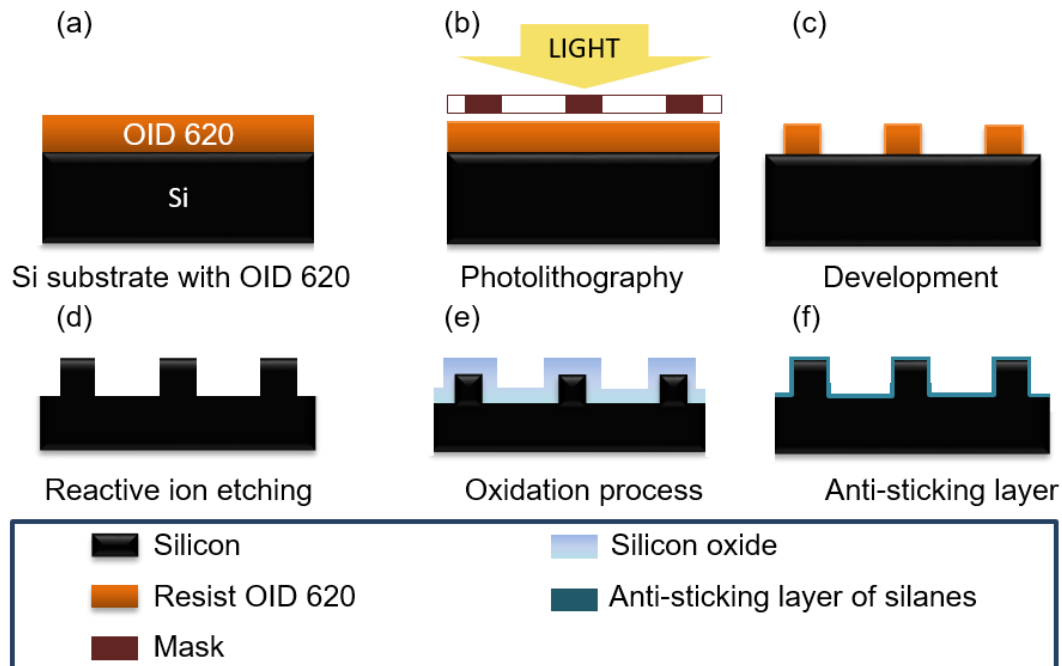 (a)
(b)
(c)
LIGHT
OID 620
Si
Si substrate with OID 620
Photolithography
Development
(d)
(e)
(f)
Reactive ion etching
Oxidation process
Anti-sticking layer
Silicon
Silicon oxide
Resist OID 620
Anti-sticking layer of silanes
Mask